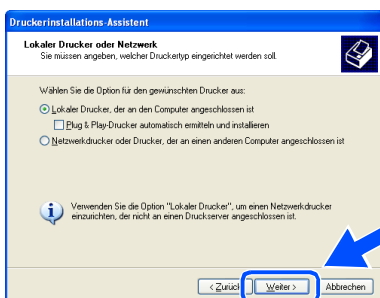 Druckerinstallations-Assistent
Lokaler Drucker oder Netzwerk
Sie müssen angeben, welcher Druckertyp eingerichtet werden soll.
Wählen Sie die Option für den gewünschten Drucker aus:
Lokaler Drucker, der an den Computer angeschlossen ist
Plug & Play-Drucker automatisch ermitteln und installieren
Netzwerkdrucker oder Drucker, der an einen anderen Computer angeschlossen ist
Verwenden Sie die Option "Lokaler Drucker", um einen Netzwerkdrucker
einzurichten, der nicht an einen Druckserver angeschlossen ist.
< Zurück Weiter > Abbrechen